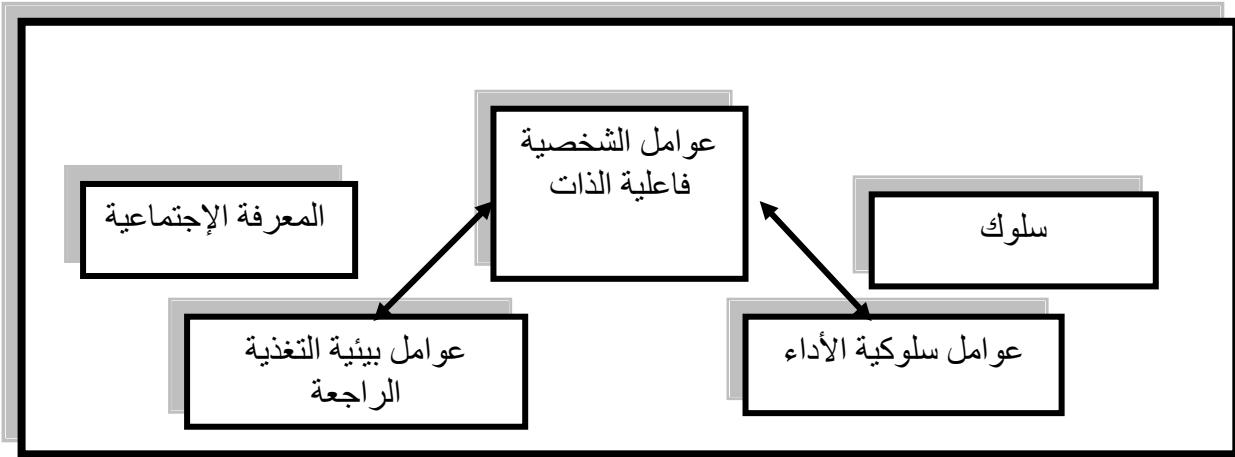 عوامل الشخصية
فاعلية الذات
سلوك
المعرفة الإجتماعية
عوامل سلوكية الأداء
عوامل بيئية التغذية
الراجعة